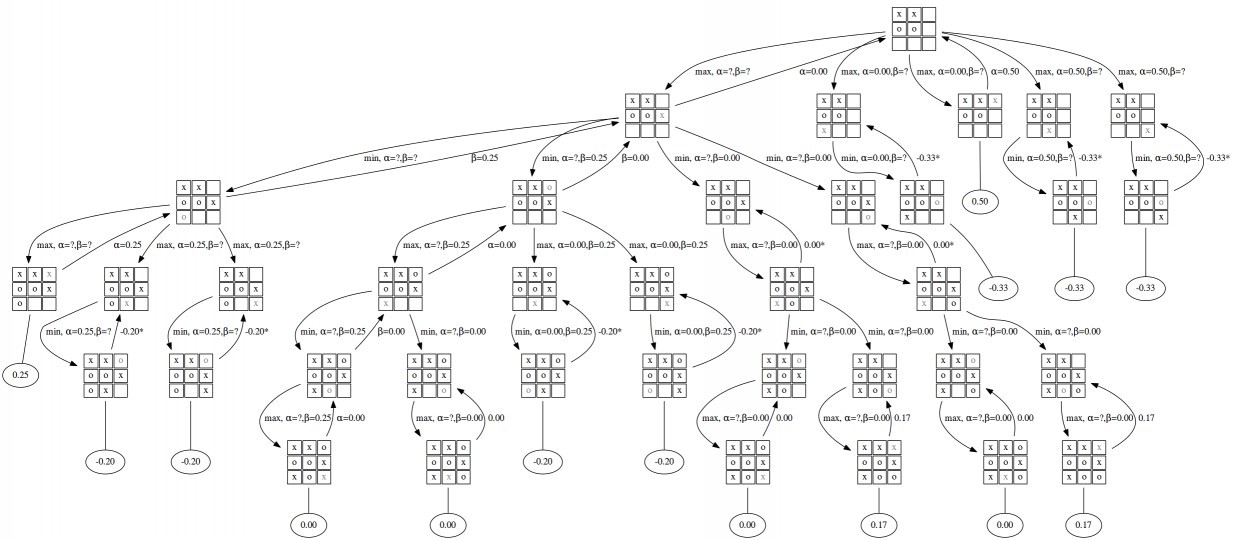 x x
o o
max, α=?,β=? α=0.00 max, α=0.00,β=? max, α=0.00,β=? α=0.50 max, α=0.50,β=? max, α=0.50,β=?
x x x x x x x x x x x
o o x o o o o o o o o
x x x
min, α=?,β=? β=0.25 min, α=?,β=0.25 β=0.00 min, α=?,β=0.00 min, α=?,β=0.00 min, α=0.00,β=? -0.33* min, α=0.50,β=? -0.33* min, α=0.50,β=? -0.33*
x x x x o x x x x x x x x x x
o o x o o x o o x o o x o o o 0.50 o o o o o o
o o o x x x
max, α=?,β=? α=0.25 max, α=0.25,β=? max, α=0.25,β=? max, α=?,β=0.25 α=0.00 max, α=0.00,β=0.25 max, α=0.00,β=0.25 max, α=?,β=0.00 0.00* max, α=?,β=0.00 0.00*
x x x x x x x x x o x x o x x o x x x x
o o x o o x o o x o o x o o x o o x o o x o o x -0.33 -0.33 -0.33
o o x o x x x x x o x o
min, α=0.25,β=? -0.20* min, α=0.25,β=? -0.20* min, α=?,β=0.25 β=0.00 min, α=?,β=0.00 min, α=0.00,β=0.25 -0.20* min, α=0.00,β=0.25 -0.20* min, α=?,β=0.00 min, α=?,β=0.00 min, α=?,β=0.00 min, α=?,β=0.00
x x o x x o x x o x x o x x o x x o x x o x x x x o x x
0.25 o o x o o x o o x o o x o o x o o x o o x o o x o o x o o x
o x o x x o x o o x o x x o x o o x o x o o
max, α=?,β=0.25 α=0.00 max, α=?,β=0.00 0.00 max, α=?,β=0.00 0.00 max, α=?,β=0.00 0.17 max, α=?,β=0.00 0.00 max, α=?,β=0.00 0.17
x x o x x o x x o x x x x x o x x x
-0.20 -0.20 o o x o o x -0.20 -0.20 o o x o o x o o x o o x
x o x x x o x o x x o o x x o x o o
0.00 0.00 0.00 0.17 0.00 0.17